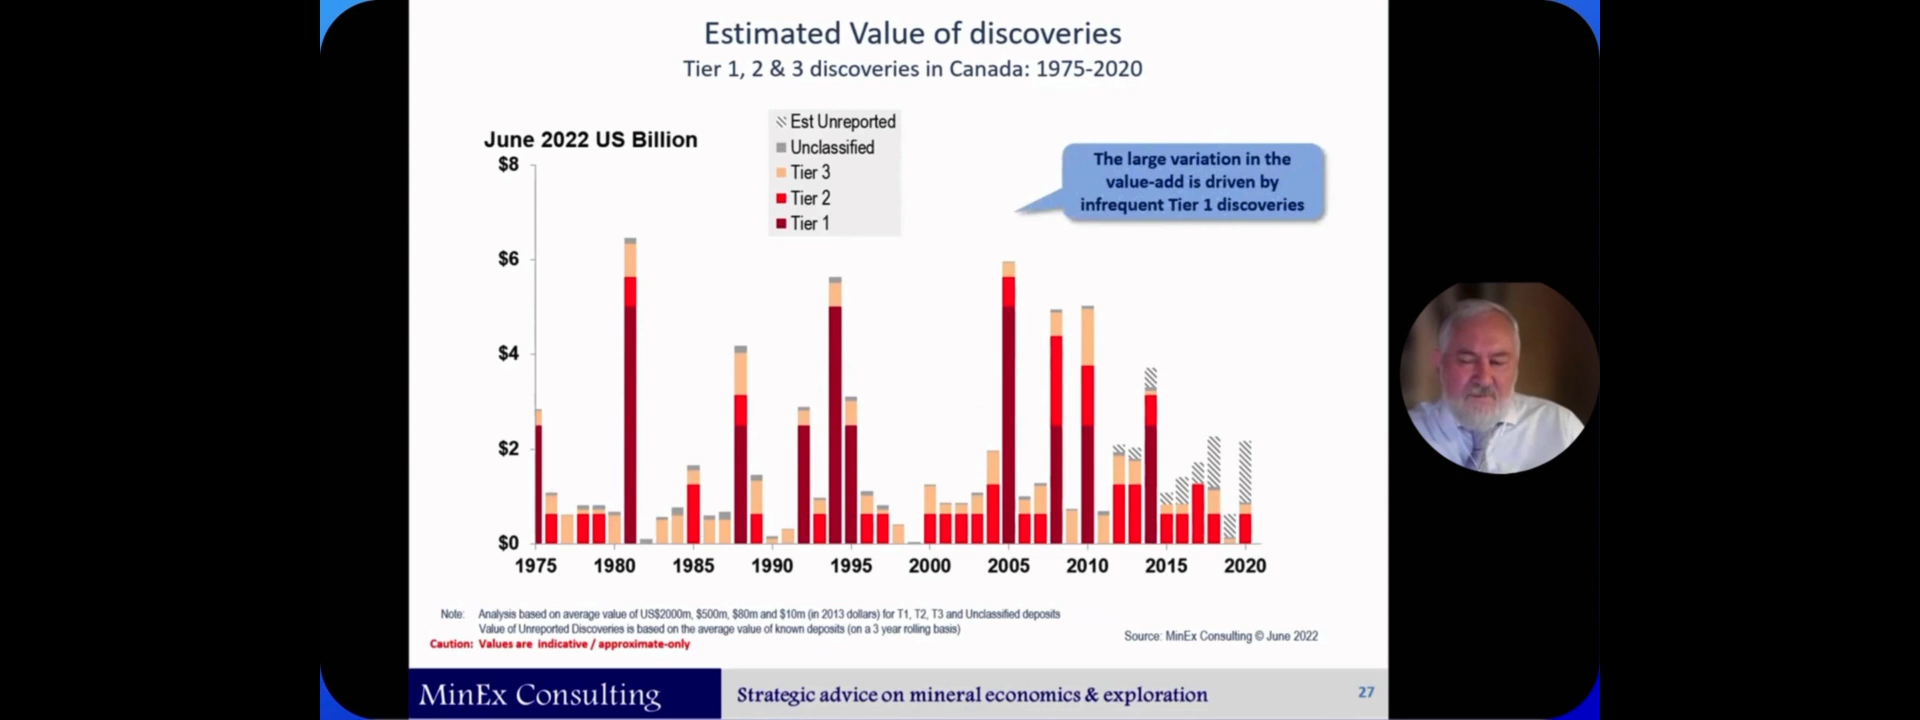 Estimated Value of discoveries
Tier 1, 2 & 3 discoveries in Canada: 1975-2020
June 2022 US Billion
Est Unreported
Unclassified
Tier 3
Tier 2
Tier 1
The large variation in the
value-add is driven by
infrequent Tier 1 discoveries
$8
$6
$4
$2
$0
1975 1980 1985 1990 1995 2000 2005 2010 2015 2020
Note: Analysis based on average value of US$2000m, $500m, $80m and $10m (in 2013 dollars) for T1, T2, T3 and Unclassified deposits
Value of Unreported Discoveries is based on the average value of known deposits (on a 3 year rolling basis)
Caution: Values are indicative / approximate-only
Source: MinEx Consulting © June 2022
MinEx Consulting
Strategic advice on mineral economics & exploration
27